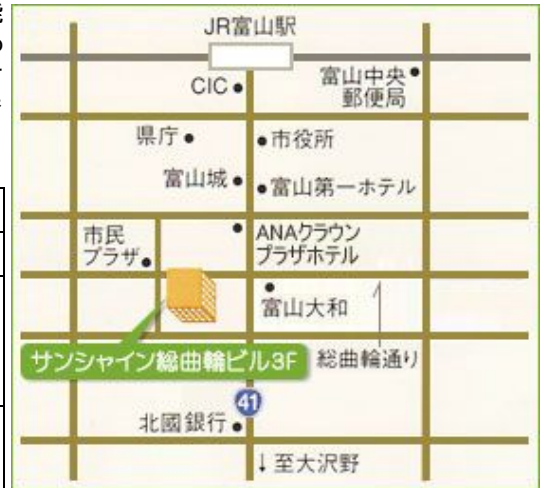 JR富山駅
CIC
富山中央
郵便局
県庁
市役所
富山城
富山第一ホテル
市民
プラザ
ANAクラウン
プラザホテル
富山大和
サンシャイン総曲輪ビル3F
総曲輪通り
41
北國銀行
↓至大沢野